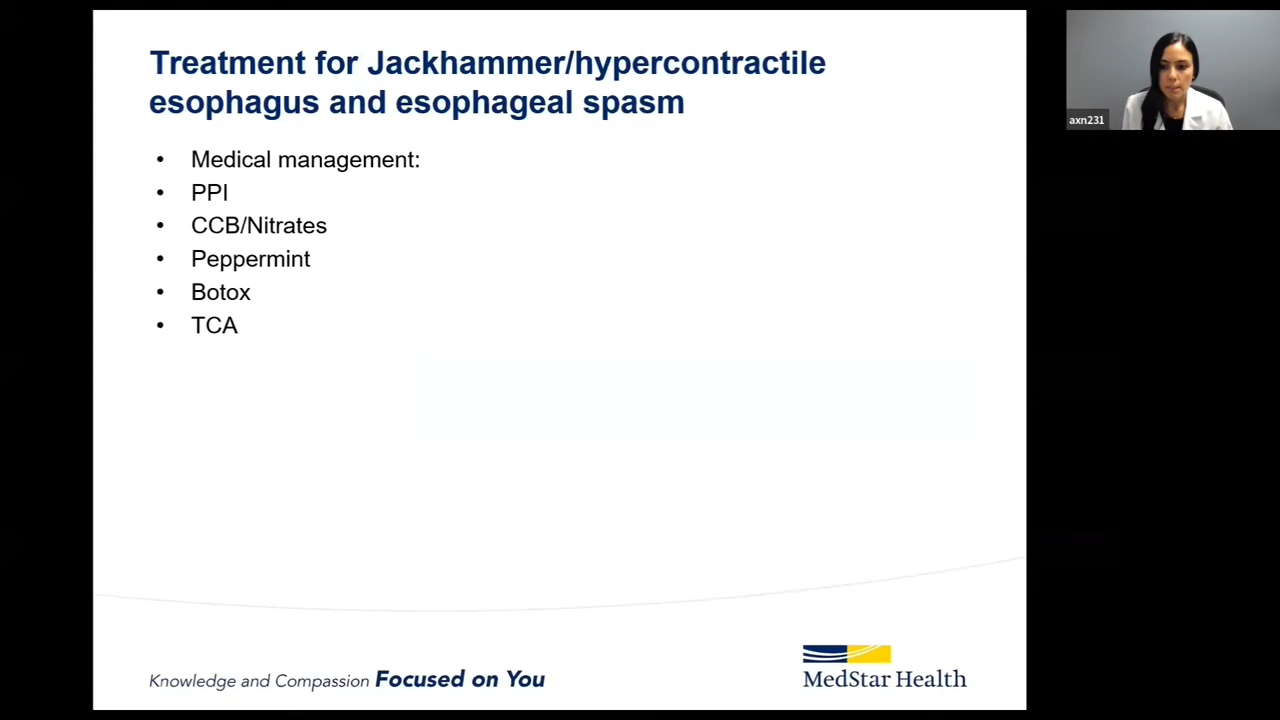 Treatment for Jackhammer/hypercontractile
esophagus and esophageal spasm
• Medical management:
• PPI
• CCB/Nitrates
• Peppermint
• Botox
• TCA
Knowledge and Compassion Focused on You
MedStar Health
axn231